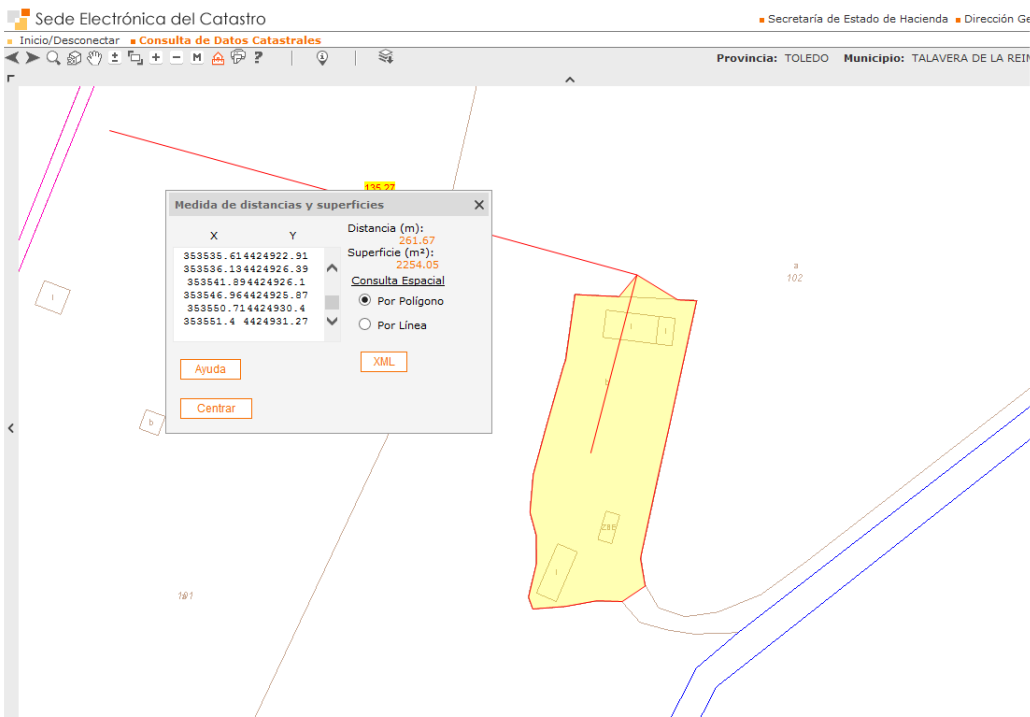 Sede Electrónica del Catastro
Secretaría de Estado de Hacienda Dirección Ge
Inicio/Desconectar Consulta de Datos Catastrales
Provincia: TOLEDO Municipio: TALAVERA DE LA REIN
135.27
Medida de distancias y superficies
X Y
353535.614424922.91
353536.134424926.39
353541.894424926.1
353546.964424925.87
353550.714424930.4
353551.4 4424931.27
Distancia (m):
261.67
Superficie (m²):
2254.05
Consulta Espacial
Por Polígono
Por Línea
XML
Ayuda
Centrar
a
102
I
I
I
b
I